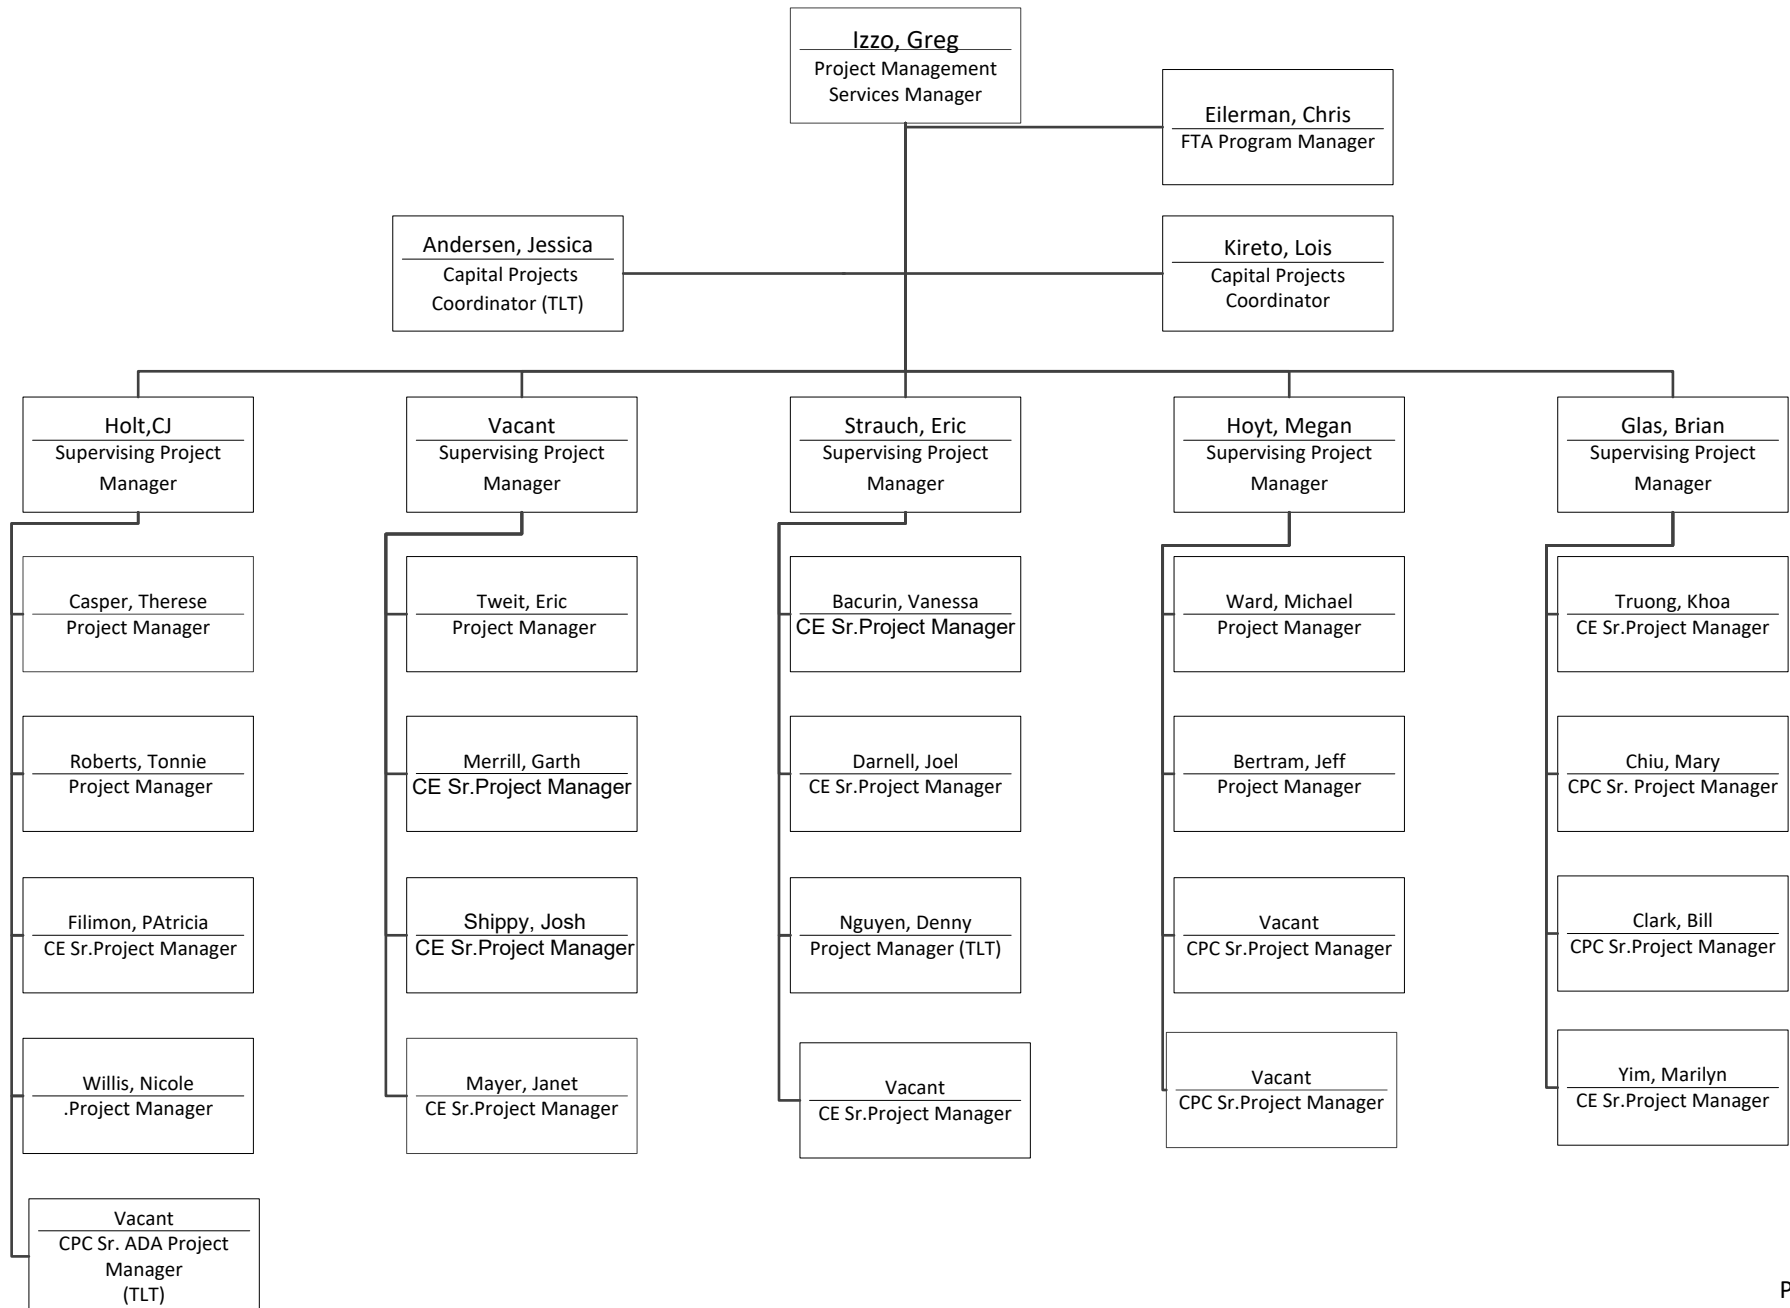 Izzo, Greg
Project Management
Services Manager
Eilerman, Chris
FTA Program Manager
Andersen, Jessica
Capital Projects
Coordinator (TLT)
Kireto, Lois
Capital Projects
Coordinator
Holt,CJ
Supervising Project
Manager
Vacant
Supervising Project
Manager
Strauch, Eric
Supervising Project
Manager
Hoyt, Megan
Supervising Project
Manager
Glas, Brian
Supervising Project
Manager
Casper, Therese
Project Manager
Tweit, Eric
Project Manager
Bacurin, Vanessa
CE Sr.Project Manager
Ward, Michael
Project Manager
Truong, Khoa
CE Sr.Project Manager
Roberts, Tonnie
Project Manager
Merrill, Garth
CE Sr.Project Manager
Darnell, Joel
CE Sr.Project Manager
Bertram, Jeff
Project Manager
Chiu, Mary
CPC Sr. Project Manager
Filimon, PAtricia
CE Sr.Project Manager
Shippy, Josh
CE Sr.Project Manager
Nguyen, Denny
Project Manager (TLT)
Vacant
CPC Sr.Project Manager
Clark, Bill
CPC Sr.Project Manager
Willis, Nicole
.Project Manager
Mayer, Janet
CE Sr.Project Manager
Vacant
CE Sr.Project Manager
Vacant
CPC Sr.Project Manager
Yim, Marilyn
CE Sr.Project Manager
Vacant
CPC Sr. ADA Project
Manager
(TLT)
P